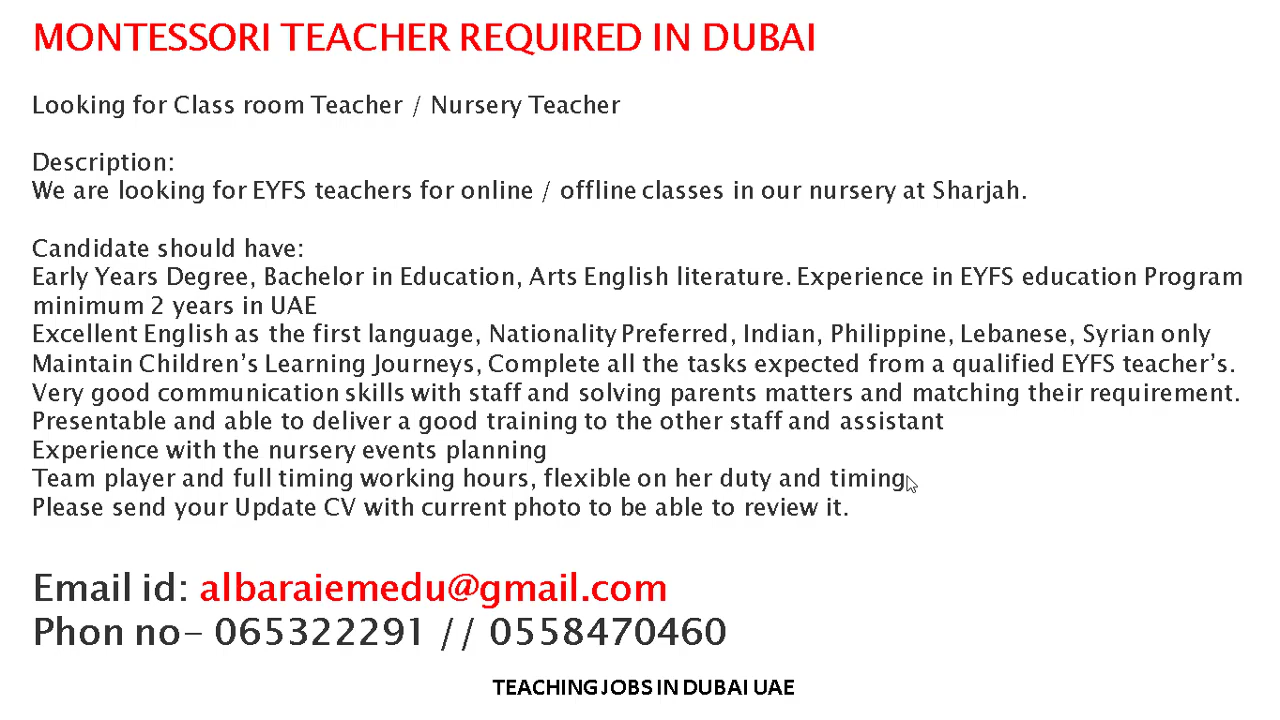 MONTESSORI TEACHER REQUIRED IN DUBAI
Looking for Class room Teacher / Nursery Teacher
Description:
We are looking for EYFS teachers for online / offline classes in our nursery at Sharjah.
Candidate should have:
Early Years Degree, Bachelor in Education, Arts English literature. Experience in EYFS education Program
minimum 2 years in UAE
Excellent English as the first language, Nationality Preferred, Indian, Philippine, Lebanese, Syrian only
Maintain Children’s Learning Journeys, Complete all the tasks expected from a qualified EYFS teacher’s.
Very good communication skills with staff and solving parents matters and matching their requirement.
Presentable and able to deliver a good training to the other staff and assistant
Experience with the nursery events planning
Team player and full timing working hours, flexible on her duty and timing
Please send your Update CV with current photo to be able to review it.
Email id: albaraiemedu@gmail.com
Phon no- 065322291 // 0558470460
TEACHING JOBS IN DUBAI UAE